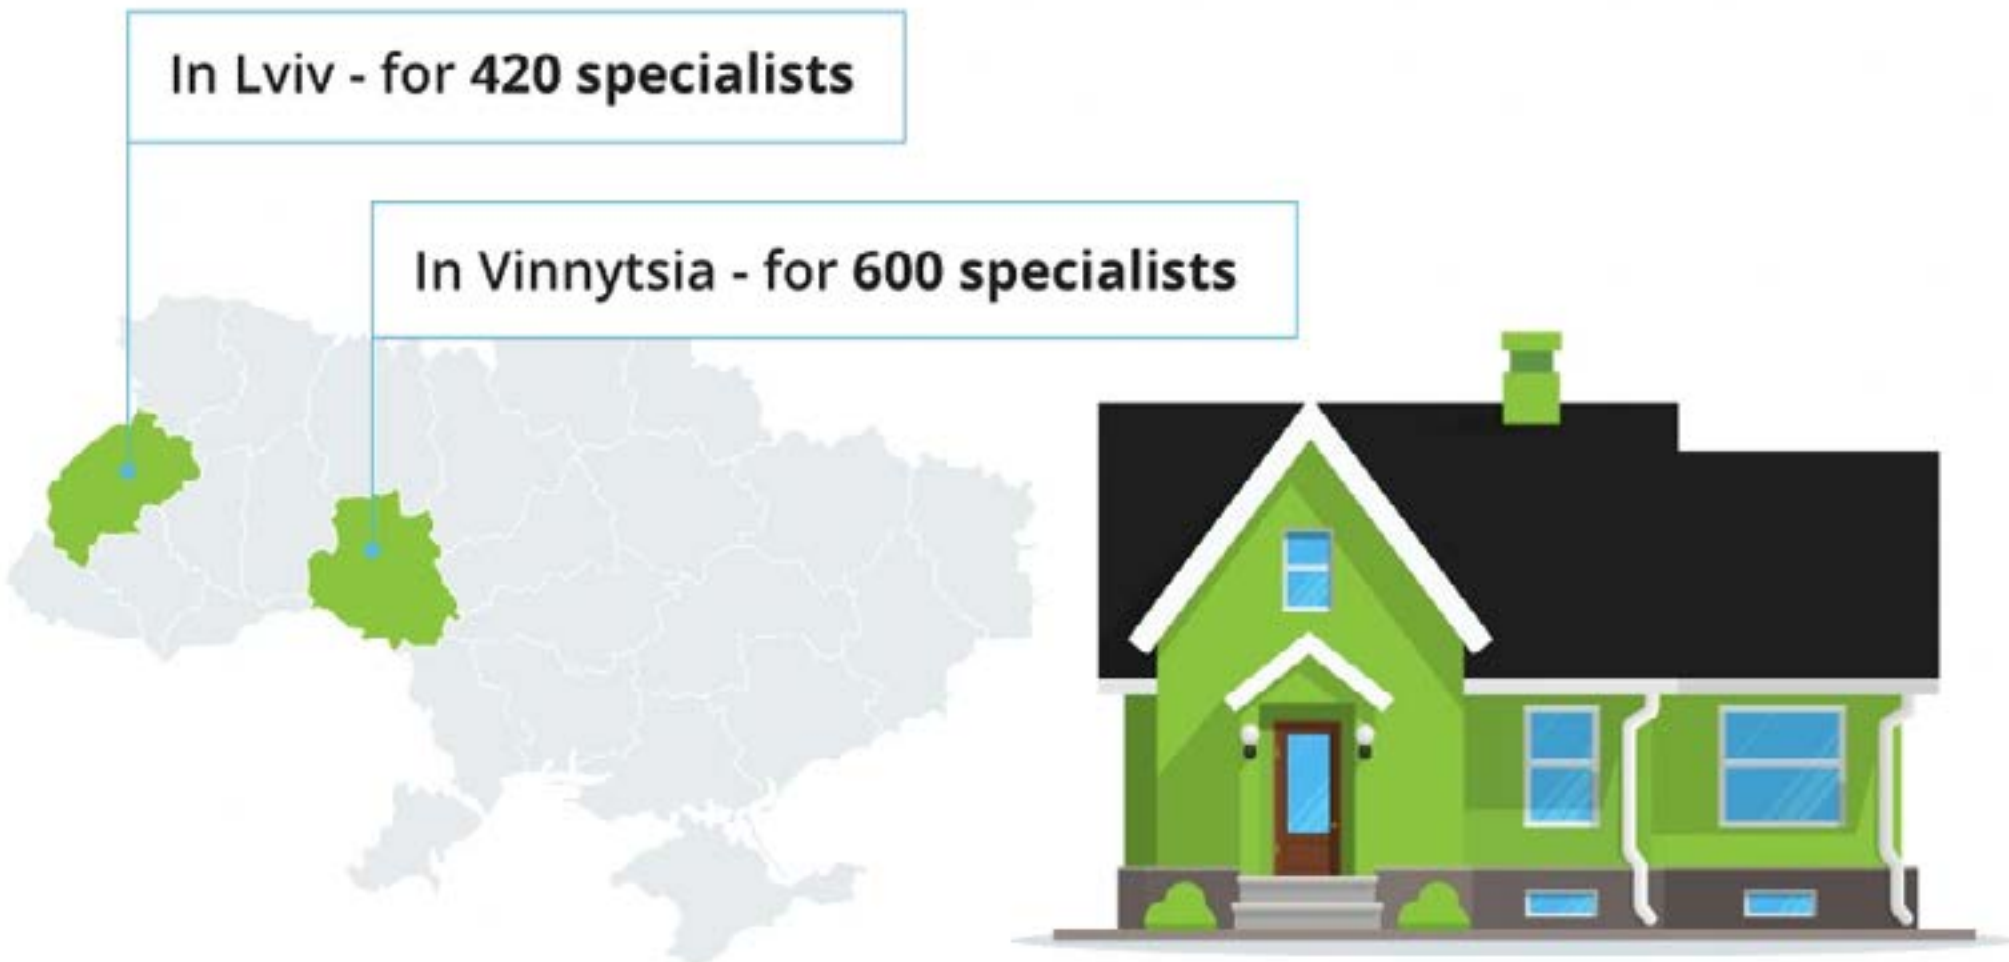 In Lviv - for 420 specialists
In Vinnytsia - for 600 specialists